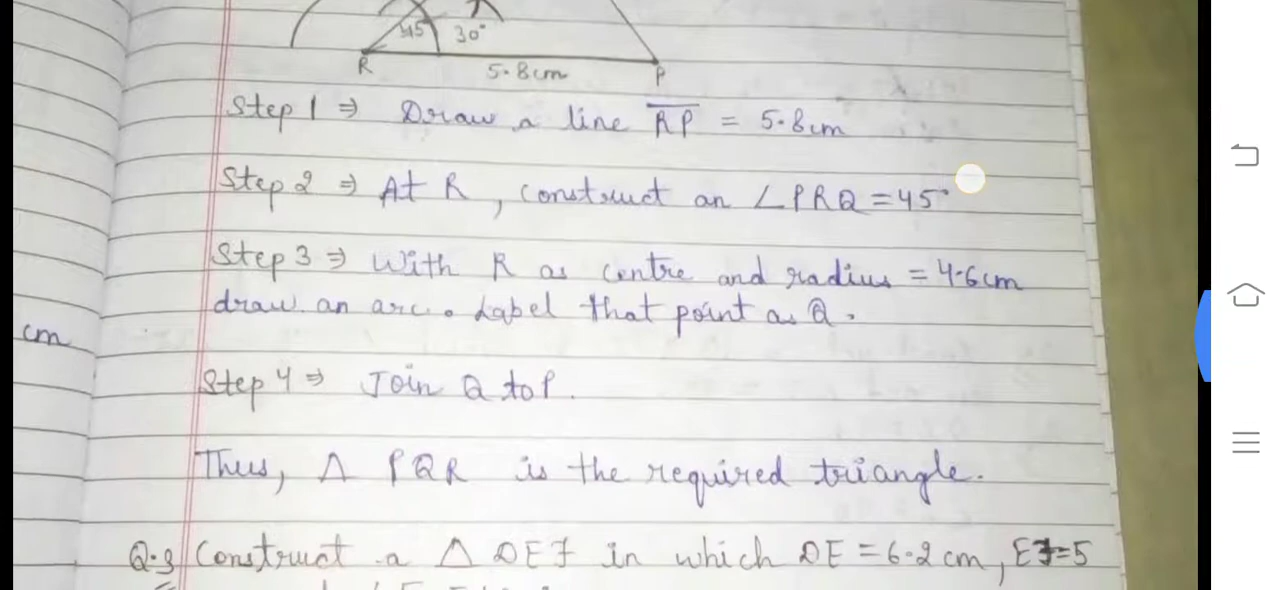 45 30°
R 5.8cm P
Step 1 ⇒ Draw a line RP = 5.8cm
Step 2 ⇒ At R, construct an ∠PRQ = 45°
Step 3 ⇒ With R as centre and radius = 4.6cm
draw an arc. Label that point as Q.
cm
Step 4 ⇒ Join Q to P.
Thus, △ PQR is the required triangle.
Q.3 Construct a △ DEF in which DE = 6.2 cm, EF=5